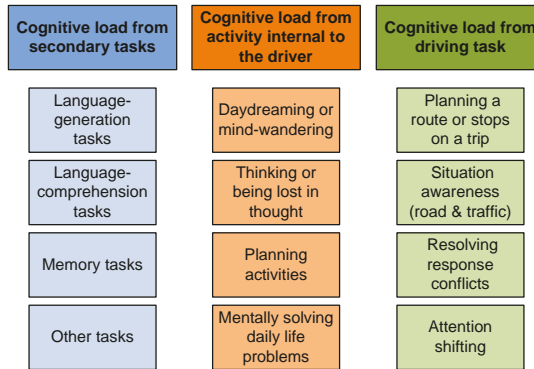 Cognitive load from
secondary tasks
Language-
generation
tasks
Language-
comprehension
tasks
Memory tasks
Other tasks
Cognitive load from
activity internal to
the driver
Daydreaming or
mind-wandering
Thinking or
being lost in
thought
Planning
activities
Mentally solving
daily life
problems
Cognitive load from
driving task
Planning a
route or stops
on a trip
Situation
awareness
(road & traffic)
Resolving
response
conflicts
Attention
shifting